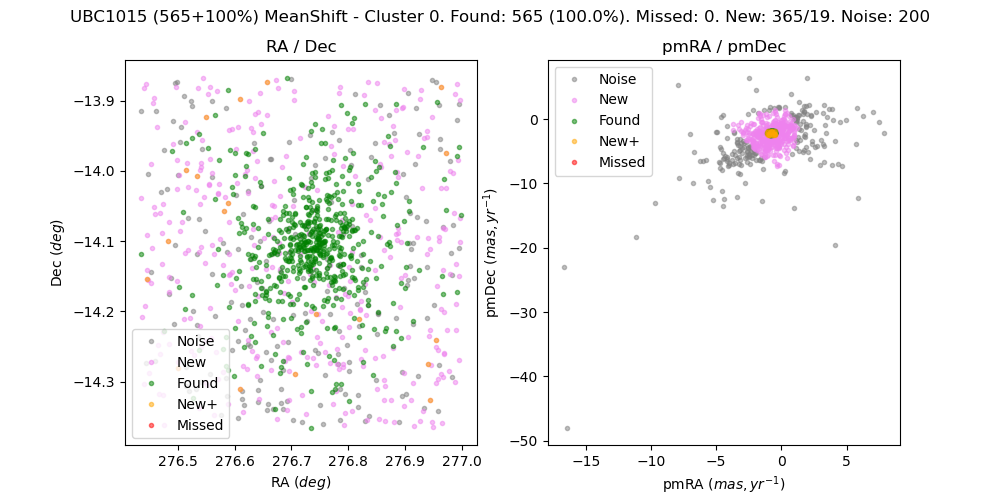 UBC1015 (565+100%) MeanShift - Cluster 0. Found: 565 (100.0%). Missed: 0. New: 365/19. Noise: 200
RA / Dec
Dec (deg)
−13.9
−14.0
−14.1
−14.2
−14.3
Noise
New
Found
New+
Missed
276.5 276.6 276.7 276.8 276.9 277.0
RA (deg)
pmRA / pmDec
pmDec (mas, yr⁻¹)
0
−10
−20
−30
−40
−50
Noise
New
Found
New+
Missed
−15 −10 −5 0 5
pmRA (mas, yr⁻¹)